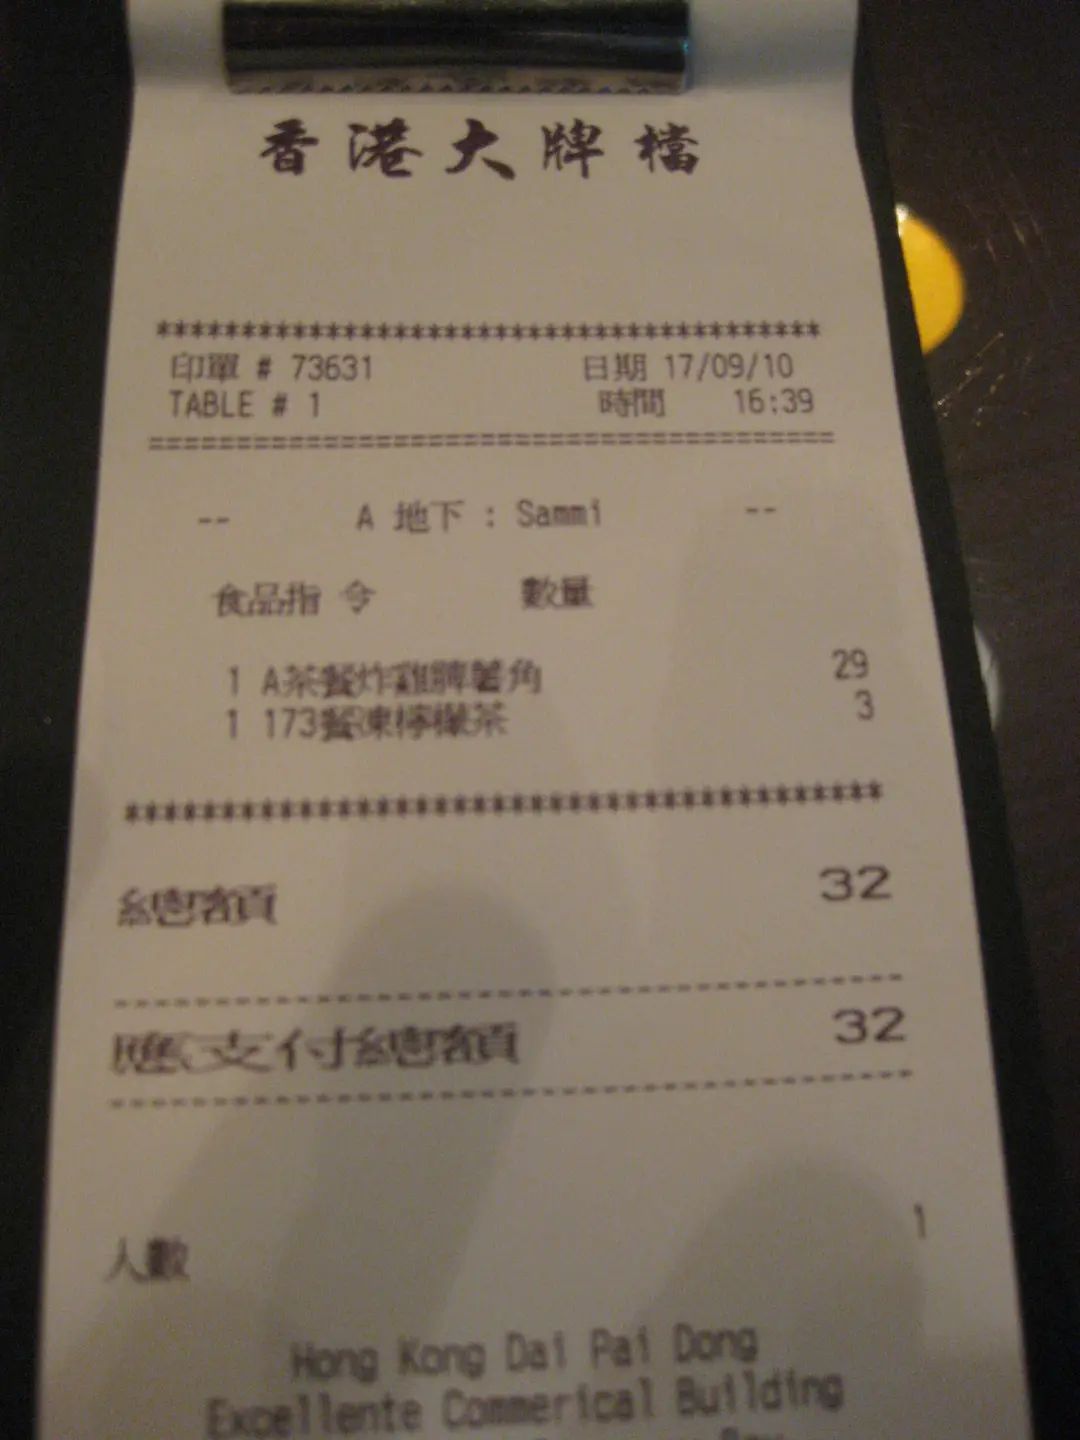 香港大牌檔
****************************************
印單 # 73631 日期 17/09/10
TABLE # 1 時間 16:39
========================================
-- A 地下 : Sammi --
食品指 令 數量
1 A茶餐炸雞髀薯角 29
1 173餐凍檸檬茶 3
****************************************
總額 32
----------------------------------------
應支付總額 32
----------------------------------------
人數 1
Hong Kong Dai Pai Dong
Excellente Commerical Building